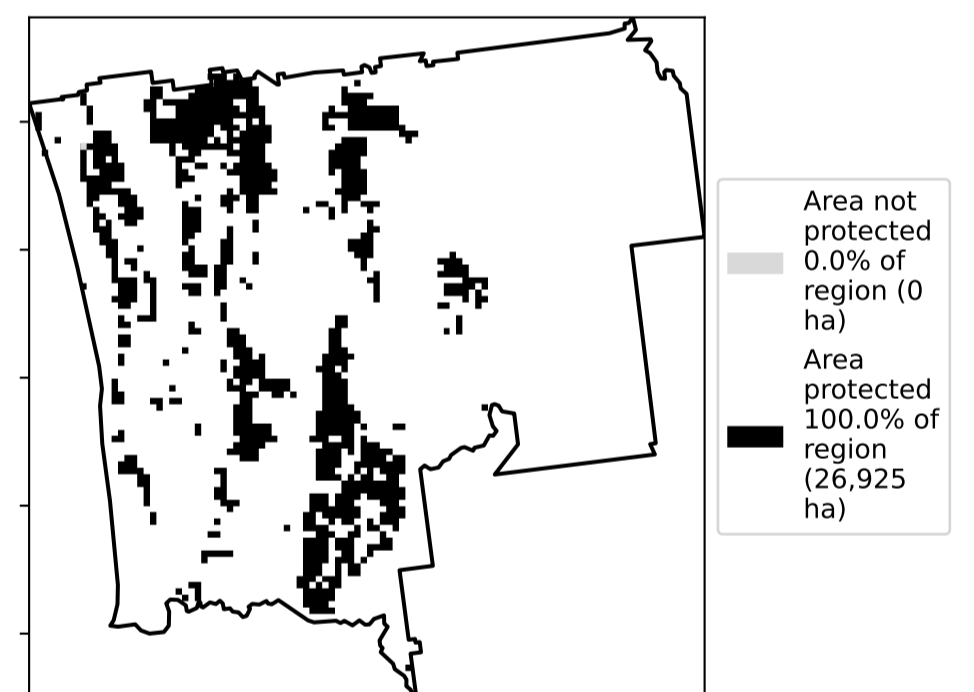 Area not
protected
0.0% of
region (0
ha)
Area
protected
100.0% of
region
(26,925
ha)